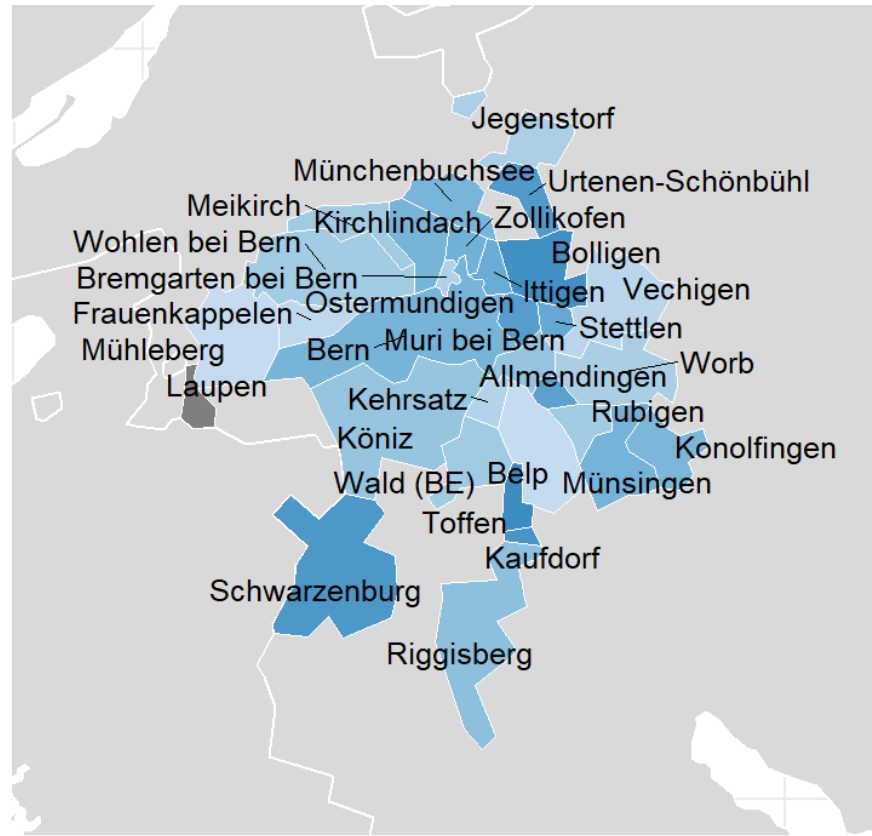 Jegenstorf
Münchenbuchsee
Urtenen-Schönbühl
Meikirch
Kirchlindach
Zollikofen
Wohlen bei Bern
Bolligen
Bremgarten bei Bern
Ittigen
Vechigen
Ostermundigen
Frauenkappelen
Stettlen
Bern
Muri bei Bern
Mühleberg
Worb
Laupen
Allmendingen
Kehrsatz
Rubigen
Köniz
Konolfingen
Wald (BE)
Belp
Münsingen
Toffen
Kaufdorf
Schwarzenburg
Riggisberg